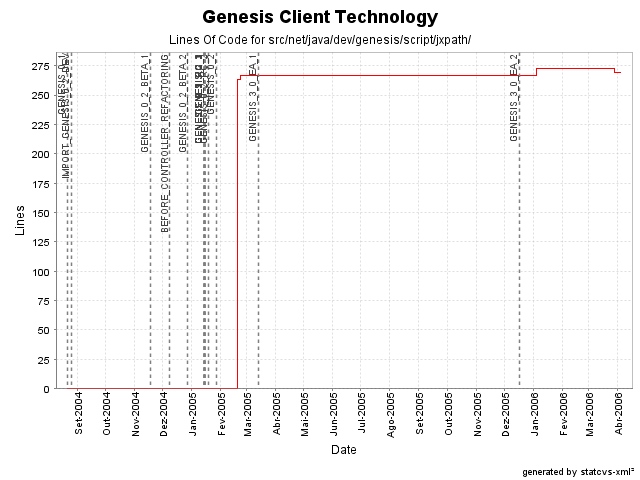 Genesis Client Technology
Lines Of Code for src/net/java/dev/genesis/script/jxpath/
275
250
225
200
175
150
125
100
75
50
25
0
Lines
GENESIS_0_2_BETA_1
BEFORE_CONTROLLER_REFACTORING
GENESIS_0_2_BETA_2
GENESIS_0_2
GENESIS_3_0_EA_1
GENESIS_3_0_EA_2
Set-2004
Out-2004
Nov-2004
Dez-2004
Jan-2005
Fev-2005
Mar-2005
Abr-2005
Mai-2005
Jun-2005
Jul-2005
Ago-2005
Set-2005
Out-2005
Nov-2005
Dez-2005
Jan-2006
Fev-2006
Mar-2006
Abr-2006
Date
generated by statcvs-xml²